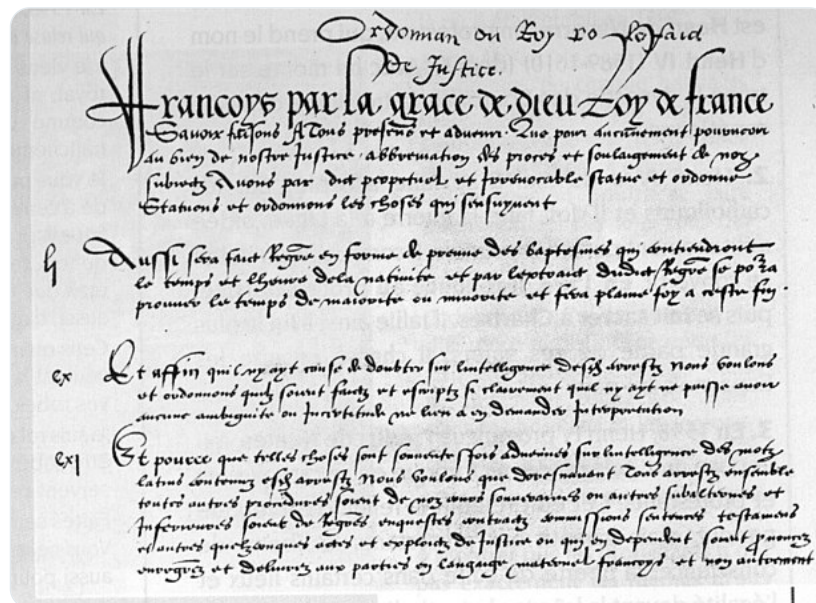 Ordonnan du Roy
De Justice.
Francoys par la grace de dieu Roy de france
Savoir faisons A Tous presens et advenir. Que pour aucunement pourveoir
au bien de nostre Justice. abbreviation des proces et soulagement de noz
subiectz Avons par edict perpetuel et Irrevocable statue et ordonne
Statuons et ordonnons les choses qui sensuyvent
Aussi sera faict Regre en forme de preuve des baptesmes qui contiendront
le temps et lheure de la nativite et par lextraict dudict Regre se porra
prouver le temps de maiorite ou minorite et sera plaine foy a ceste fin.
cx Et affin quil ny ayt cause de doubter sur lintelligence desdictz arrestz nous voulons
et ordonnons quilz soient faictz et escriptz si clairement quil ny ayt ne puisse avoir
aucune ambiguite ou Incertitude ne lieu a en demander Interpretation
cxi Et pource que telles choses sont souventesfois advenues sur lintelligence des motz
latins contenuz esdictz arrestz Nous voulons que doresnavant Tous arrestz ensemble
toutes autres procedures soient de noz cours souveraines ou autres subalternes et
Inferieures soient de Regres enquestes contractz commissions sentences testamens
et autres quelzconques actes et exploictz de Justice ou qui en dependent soient prononcez
enregrez et delivrez aux parties en langage maternel francoys et non autrement